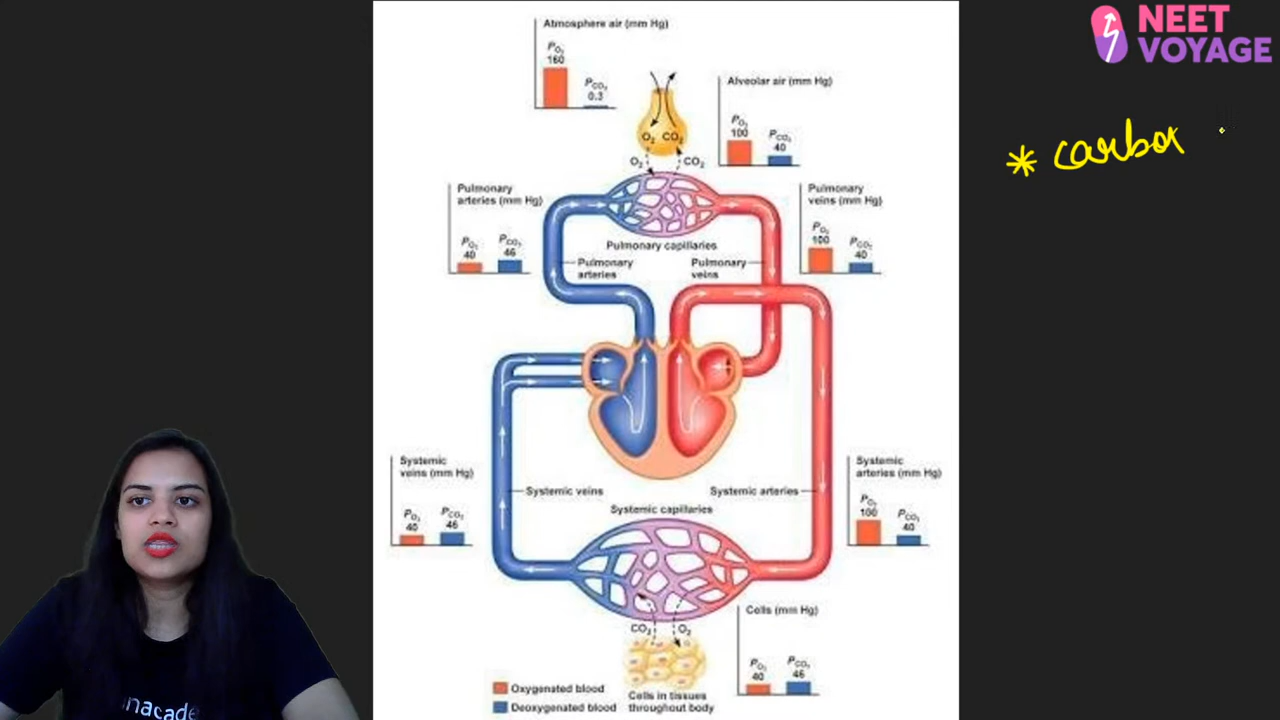 NEET
VOYAGE
* carbo
Atmosphere air (mm Hg)
PO2
160
PCO2
0.3
Alveolar air (mm Hg)
PO2
100
PCO2
40
O2 CO2
O2 CO2
Pulmonary
arteries (mm Hg)
PO2
40
PCO2
46
Pulmonary
veins (mm Hg)
PO2
100
PCO2
40
Pulmonary capillaries
Pulmonary
arteries
Pulmonary
veins
Systemic
veins (mm Hg)
PO2
40
PCO2
46
Systemic veins
Systemic arteries
Systemic
arteries (mm Hg)
PO2
100
PCO2
40
Systemic capillaries
CO2 O2
Cells (mm Hg)
PO2
40
PCO2
46
Oxygenated blood
Deoxygenated blood
Cells in tissues
throughout body
nacade